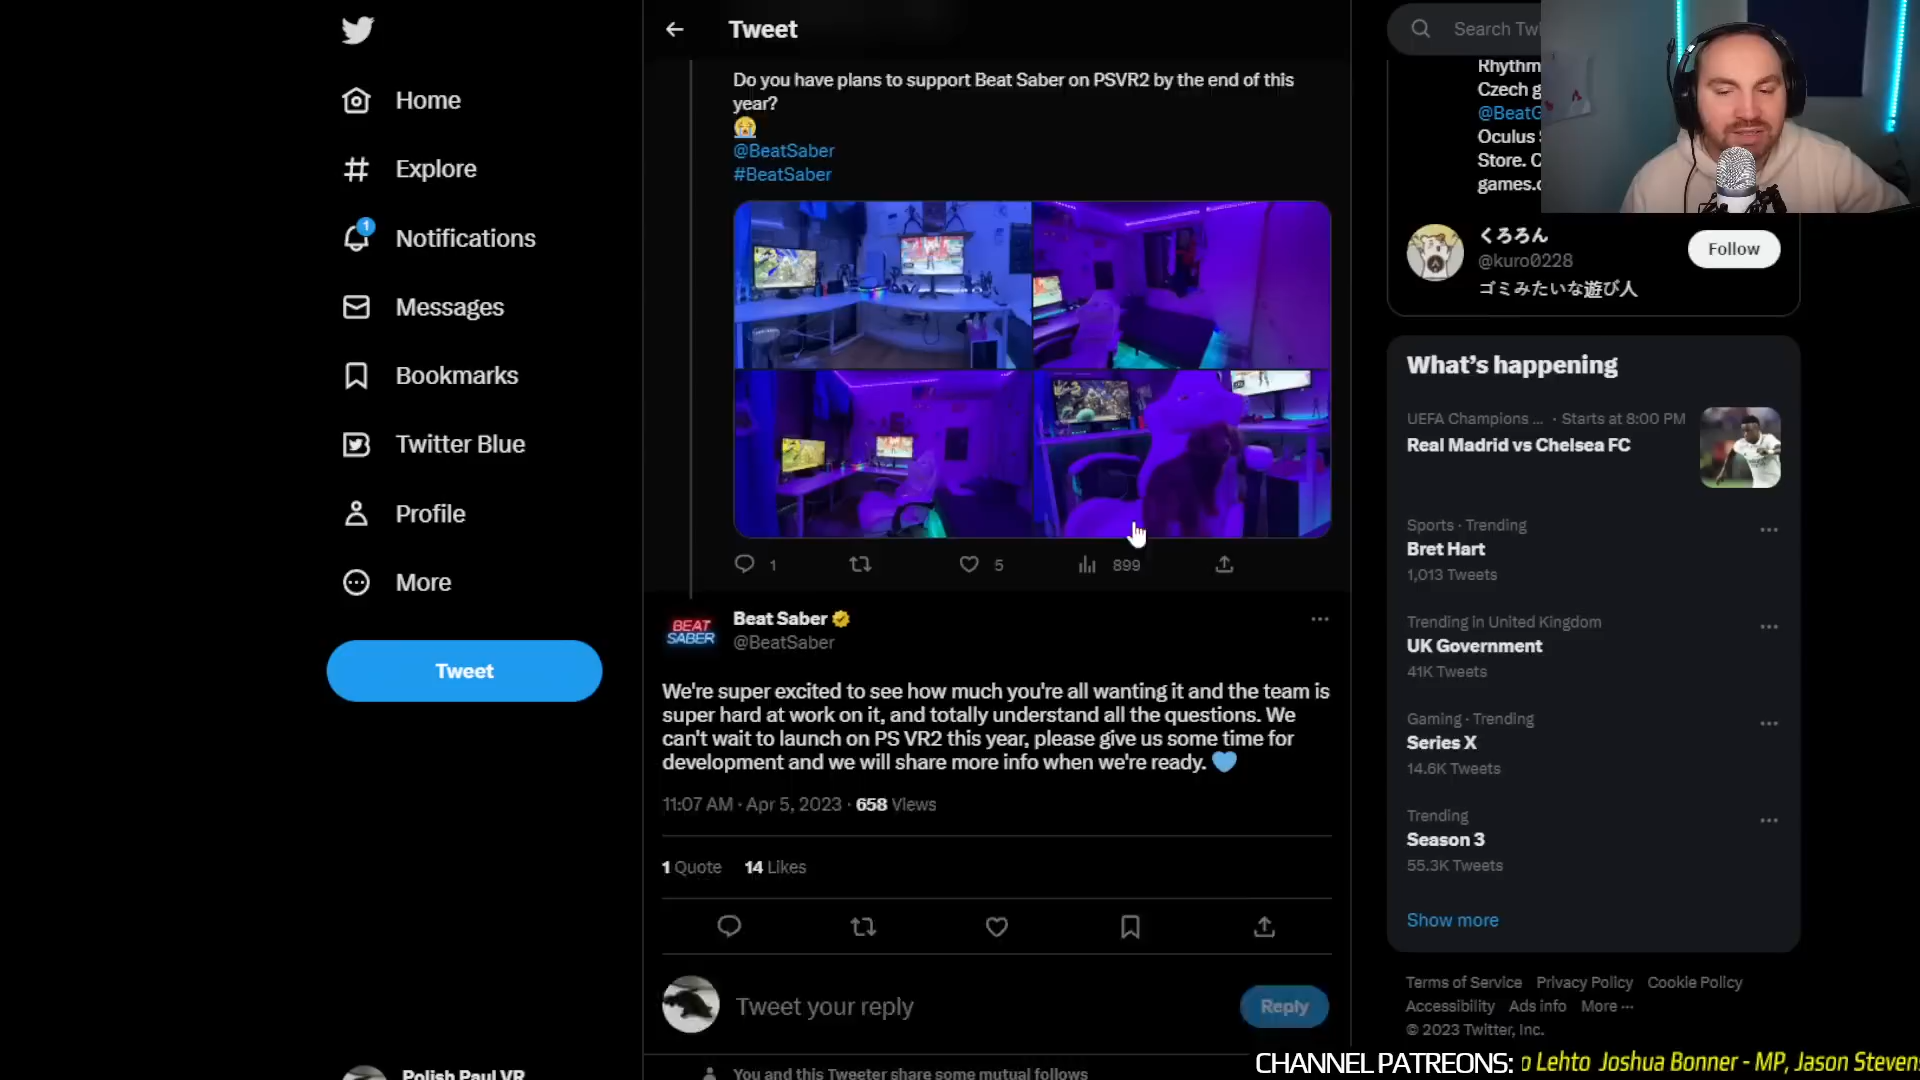 Home
Explore
1
Notifications
Messages
Bookmarks
Twitter Blue
Profile
More
Tweet
Polish Paul VR
Tweet
Do you have plans to support Beat Saber on PSVR2 by the end of this
year?
@BeatSaber
#BeatSaber
1
5
899
BEAT
SABER
Beat Saber
@BeatSaber
We're super excited to see how much you're all wanting it and the team is
super hard at work on it, and totally understand all the questions. We
can't wait to launch on PS VR2 this year, please give us some time for
development and we will share more info when we're ready.
11:07 AM · Apr 5, 2023 · 658 Views
1 Quote 14 Likes
Tweet your reply
Reply
You and this Tweeter share some mutual follows
Search Tw
Rhythm
Czech g
@BeatG
Oculus S
Store. C
games.c
くろろん
@kuro0228
ゴミみたいな遊び人
Follow
What's happening
UEFA Champions ... · Starts at 8:00 PM
Real Madrid vs Chelsea FC
Sports · Trending
Bret Hart
1,013 Tweets
Trending in United Kingdom
UK Government
41K Tweets
Gaming · Trending
Series X
14.6K Tweets
Trending
Season 3
55.3K Tweets
Show more
Terms of Service Privacy Policy Cookie Policy
Accessibility Ads info More ···
© 2023 Twitter, Inc.
CHANNEL PATREONS: o Lehto Joshua Bonner - MP, Jason Stevens